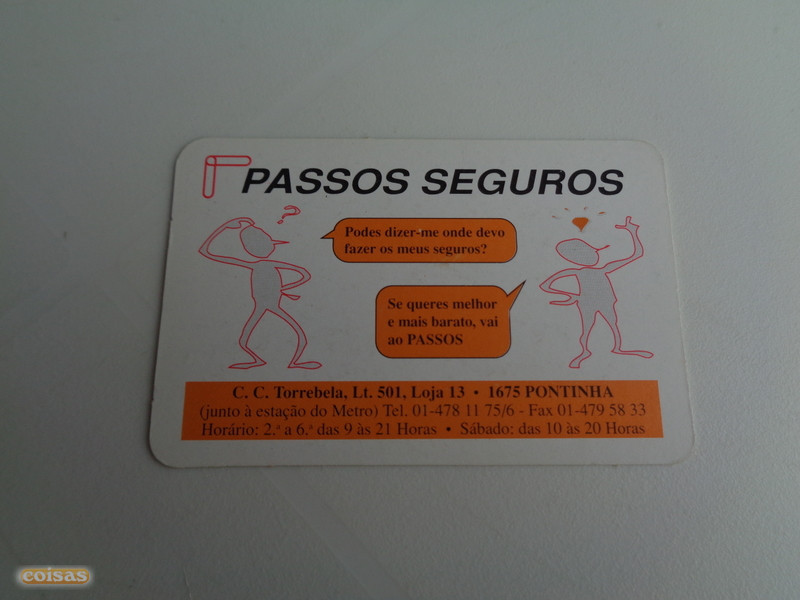 PASSOS SEGUROS
?
Podes dizer-me onde devo
fazer os meus seguros?
Se queres melhor
e mais barato, vai
ao PASSOS
C. C. Torrebela, Lt. 501, Loja 13 • 1675 PONTINHA
(junto à estação do Metro) Tel. 01-478 11 75/6 - Fax 01-479 58 33
Horário: 2.ª a 6.ª das 9 às 21 Horas • Sábado: das 10 às 20 Horas
coisas